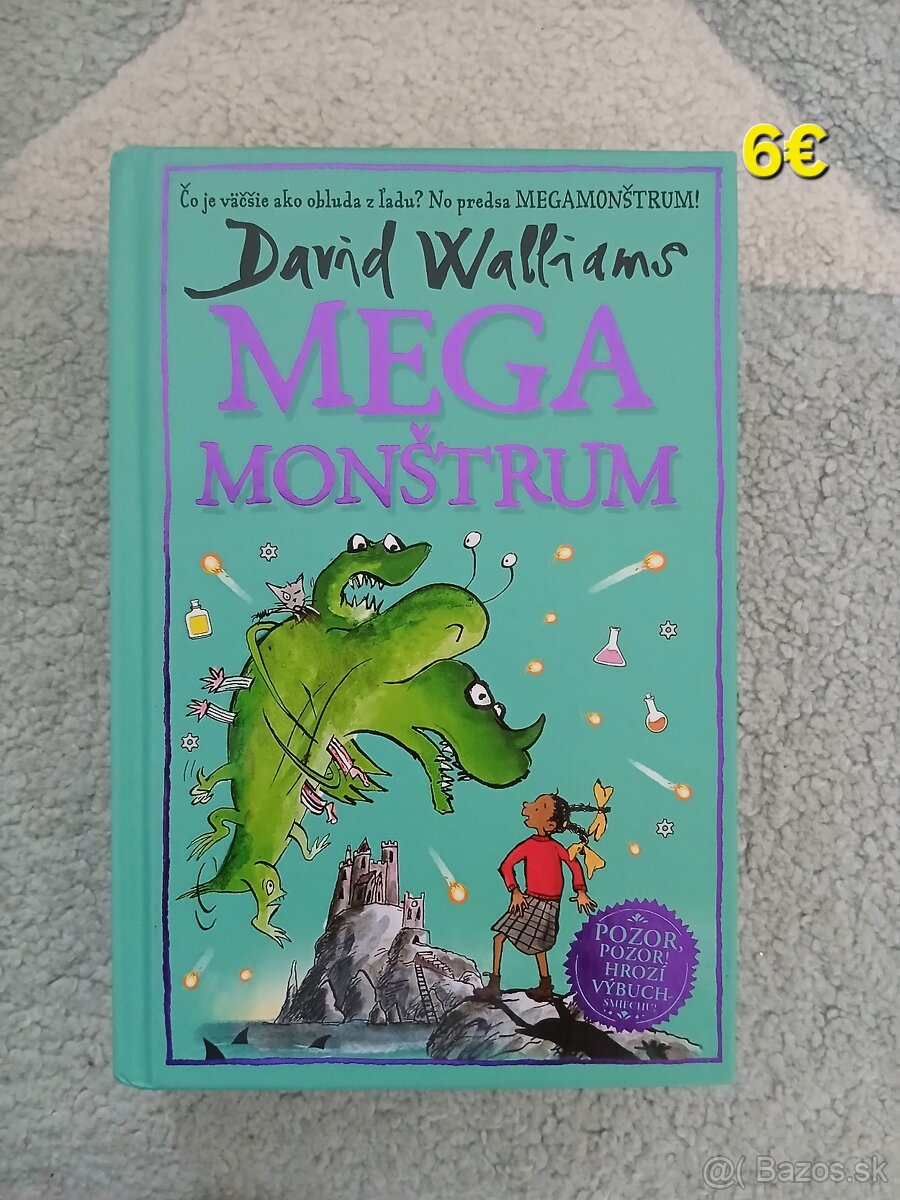 6€
Čo je väčšie ako obluda z ľadu? No predsa MEGAMONŠTRUM!
David Walliams
MEGA
MONŠTRUM
POZOR,
POZOR!
HROZÍ
VÝBUCH
SMIECHU!
@( Bazos.sk